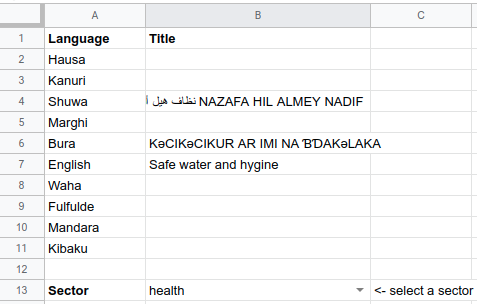 A B C
1 Language Title
2 Hausa
3 Kanuri
4 Shuwa نظاف هيل ا NAZAFA HIL ALMEY NADIF
5 Marghi
6 Bura KəCIKəCIKUR AR IMI NA ƁDAKəLAKA
7 English Safe water and hygine
8 Waha
9 Fulfulde
10 Mandara
11 Kibaku
12
13 Sector health <- select a sector